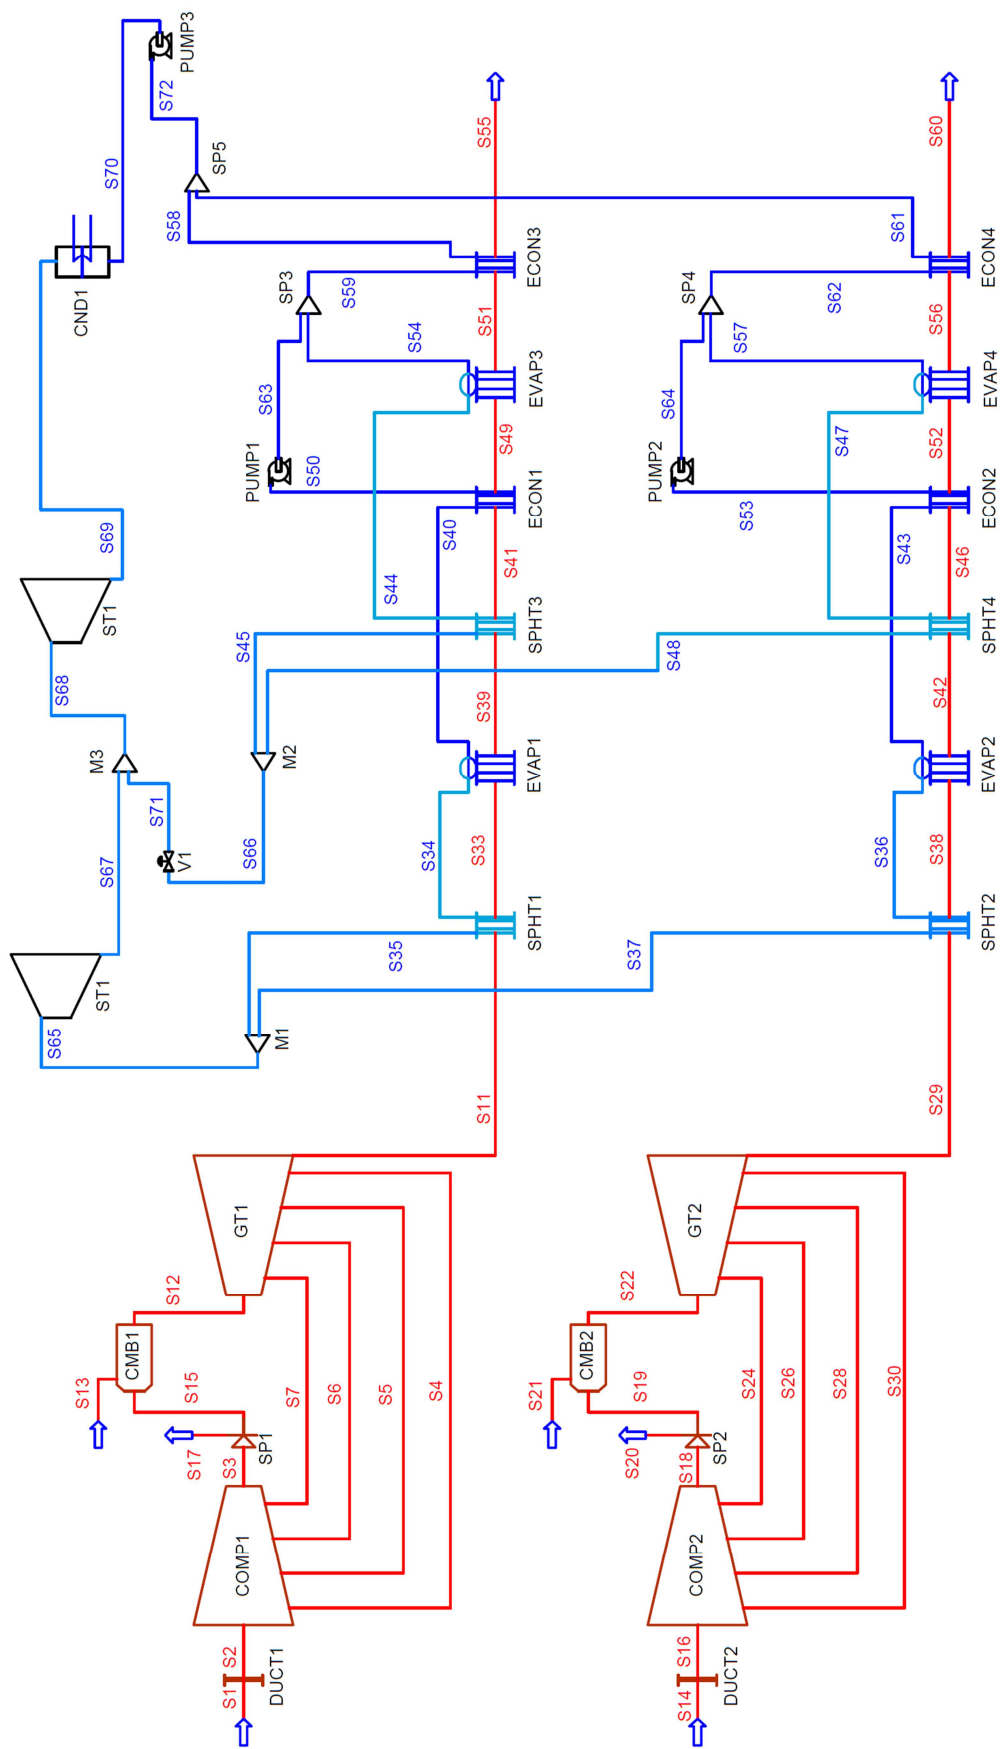 S1
DUCT1
S2
COMP1
S3
SP1
S17
S13
S15
CMB1
S12
GT1
S7
S6
S5
S4
S11
S65
ST1
S67
M1
S35
S37
SPHT1
S34
S33
EVAP1
V1
S71
S66
M3
M2
S68
ST1
S69
S39
SPHT3
S45
S48
S44
S41
S40
ECON1
PUMP1
S50
S63
S49
EVAP3
S54
SP3
S59
S51
ECON3
CND1
S70
S58
SP5
S72
PUMP3
S55
S14
DUCT2
S16
COMP2
S18
SP2
S20
S21
S19
CMB2
S22
GT2
S24
S26
S28
S30
S29
SPHT2
S36
S38
EVAP2
S42
SPHT4
S46
S43
ECON2
S53
PUMP2
S64
S52
S47
EVAP4
S57
SP4
S62
S56
ECON4
S61
S60